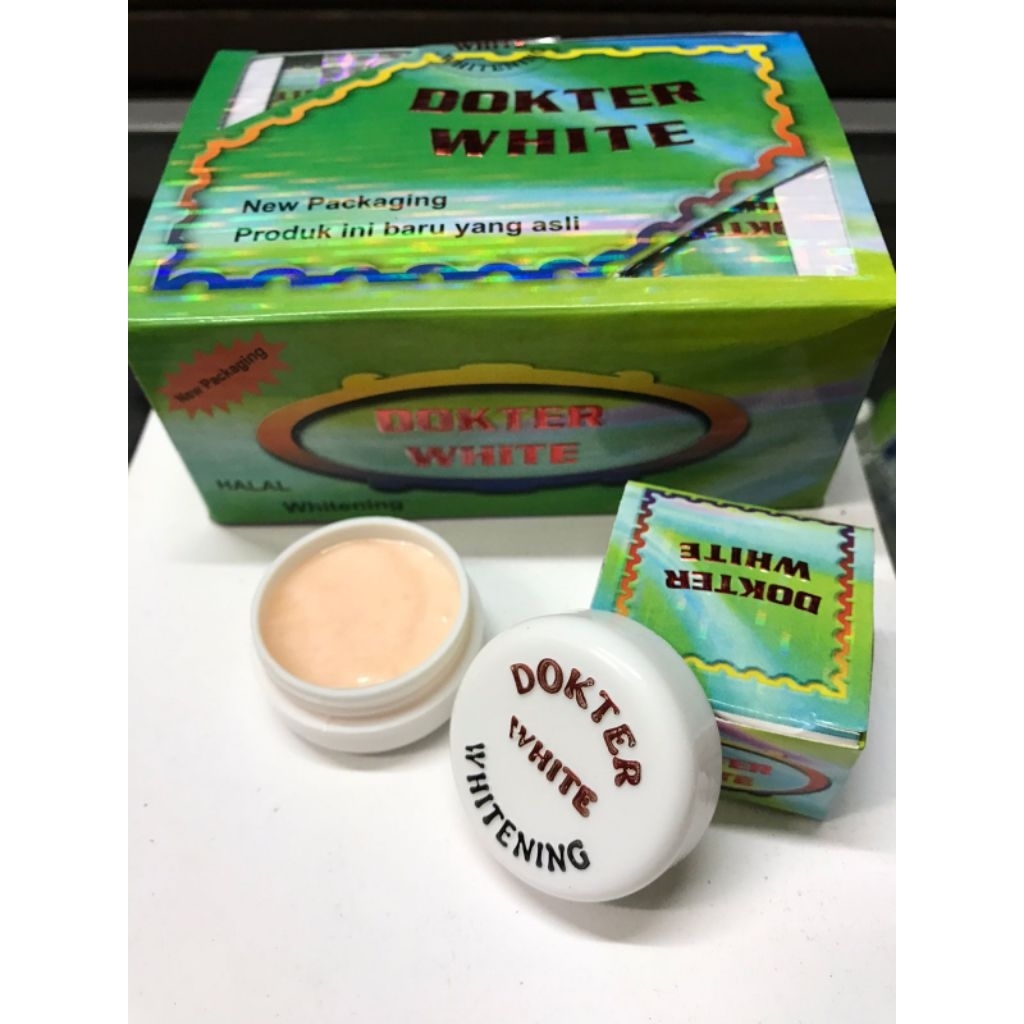 WHITENING
DOKTER
WHITE
New Packaging
Produk ini baru yang asli
New Packaging
DOKTER
WHITE
HALAL
Whitening
DOKTER
WHITE
DOKTER
WHITE
WHITENING